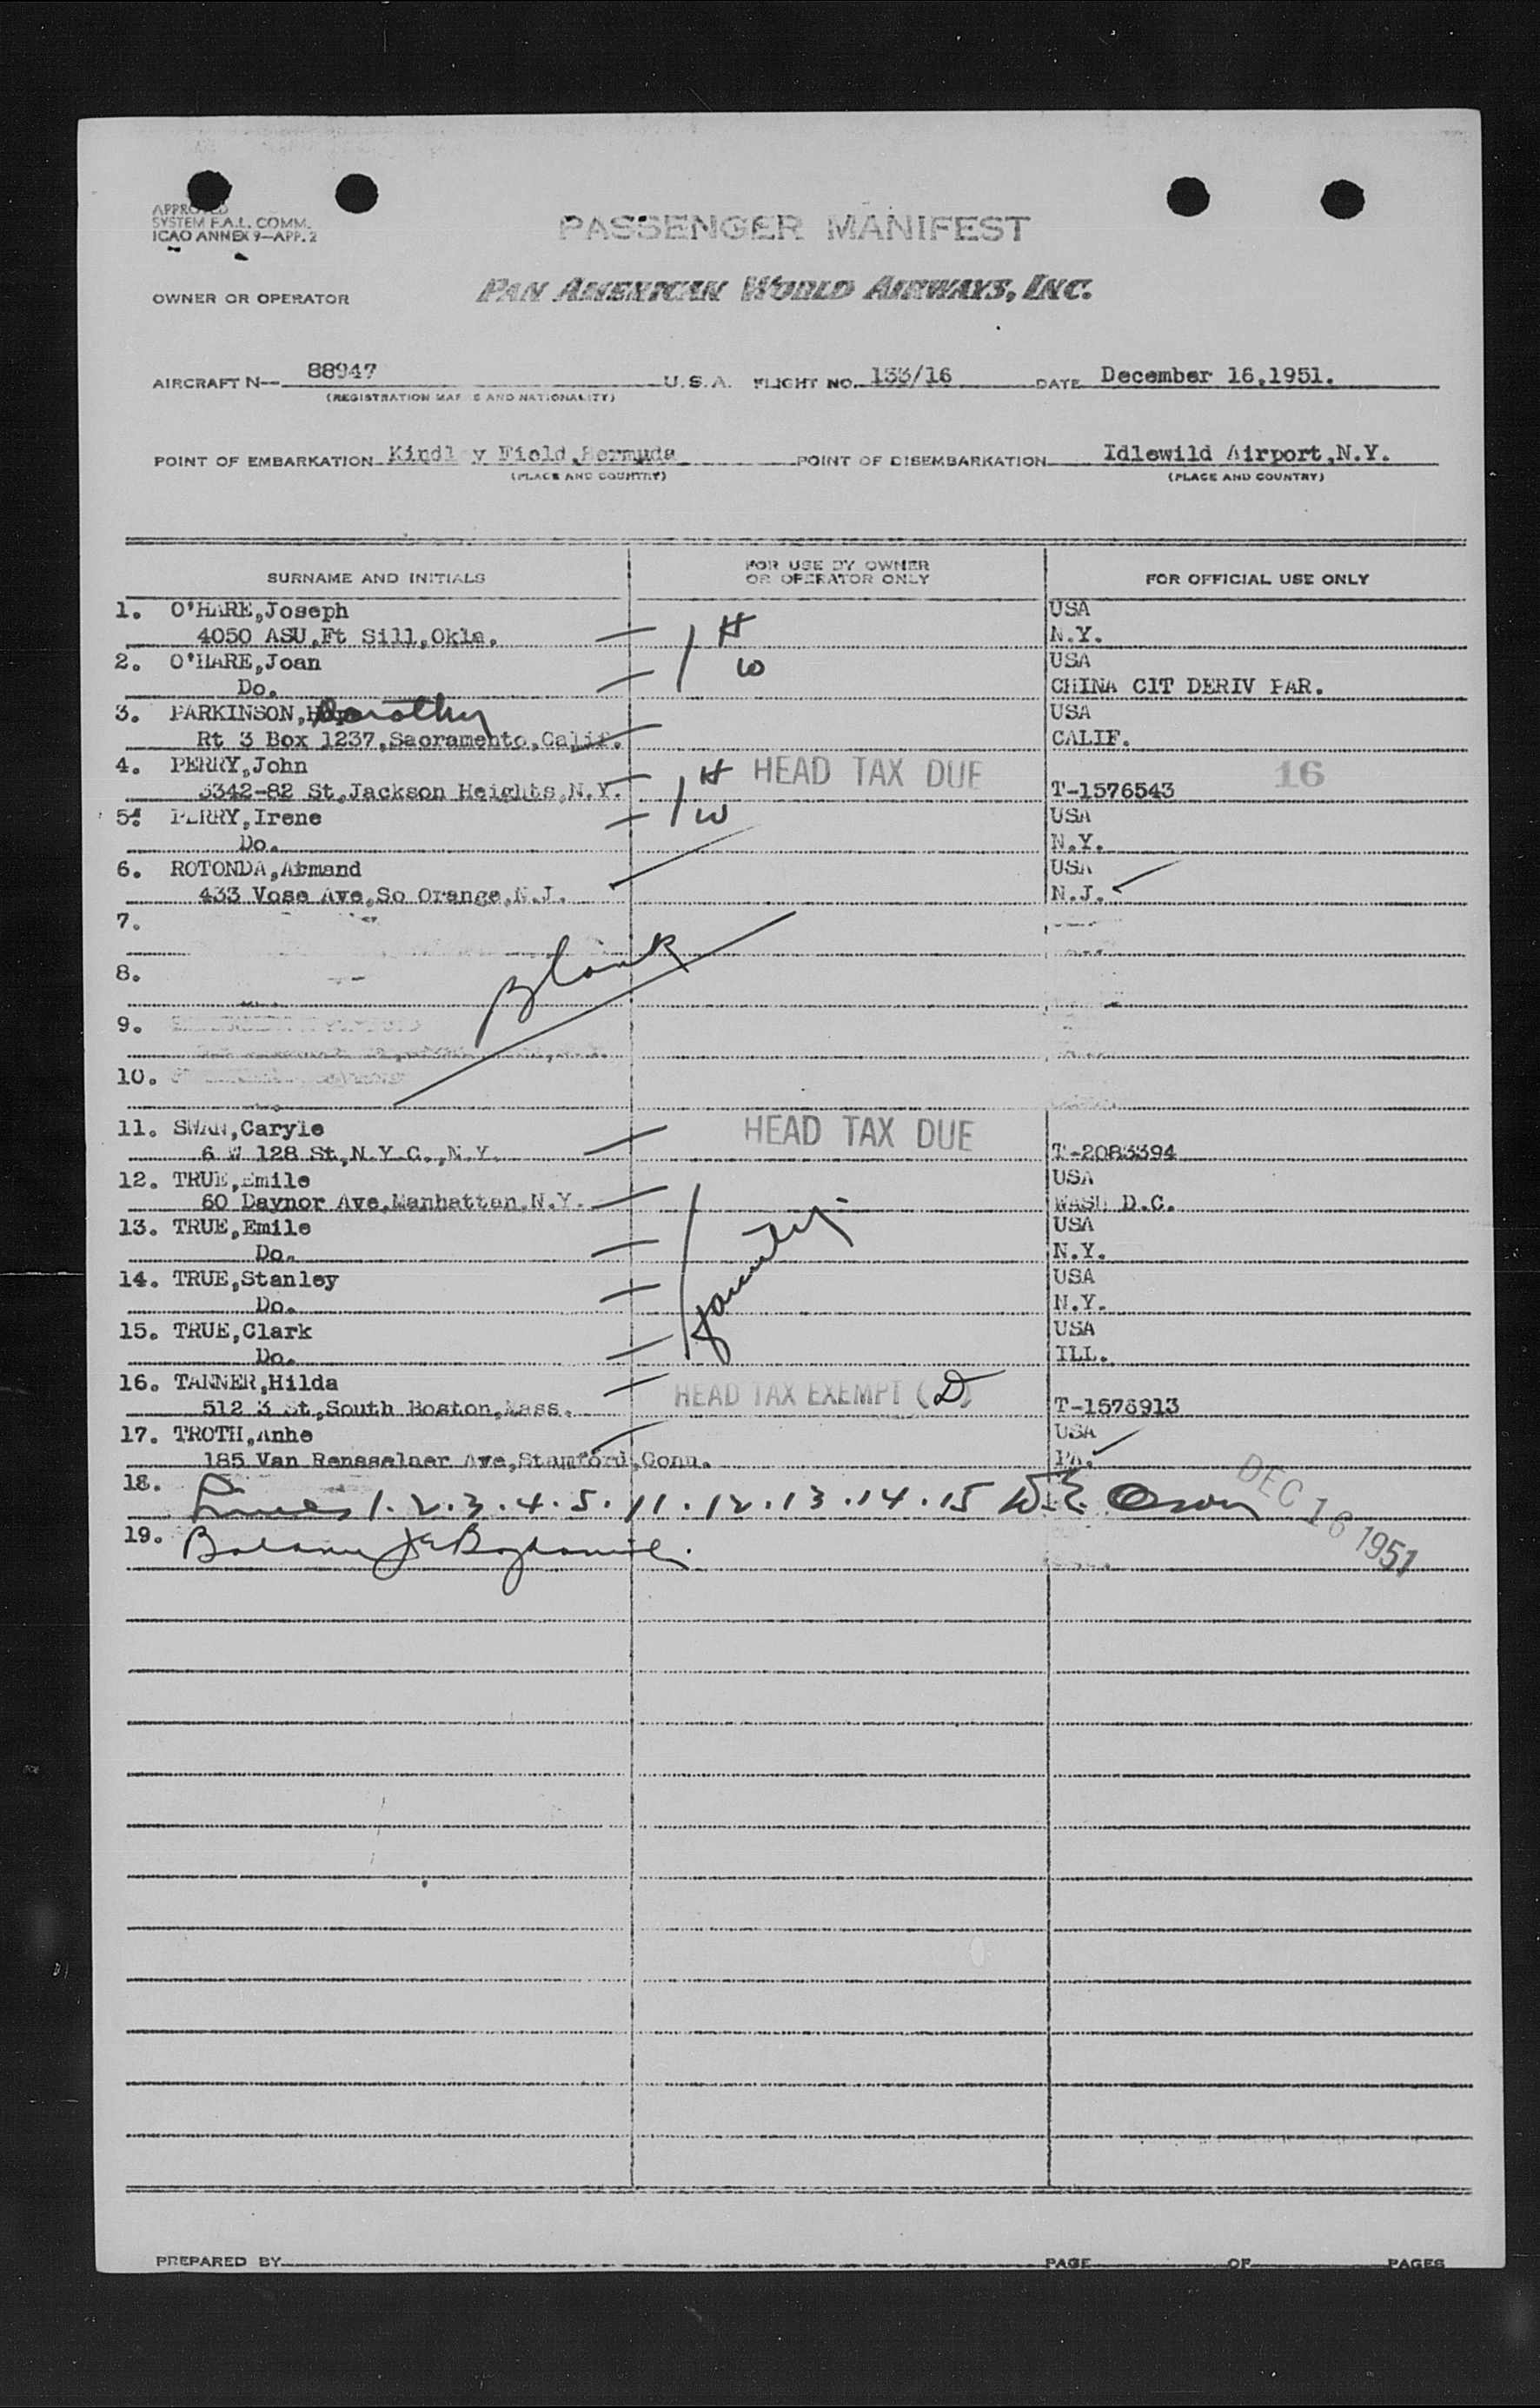 APPROVED
SYSTEM F.A.L. COMM.
ICAO ANNEX 9—APP. 2
PASSENGER MANIFEST
OWNER OR OPERATOR PAN AMERICAN WORLD AIRWAYS, INC.
AIRCRAFT N— 88947 U.S.A. FLIGHT NO. 133/16 DATE December 16,1951.
(REGISTRATION MARKS AND NATIONALITY)
POINT OF EMBARKATION Kindley Field,Bermuda POINT OF DISEMBARKATION Idlewild Airport,N.Y.
(PLACE AND COUNTRY) (PLACE AND COUNTRY)
SURNAME AND INITIALS FOR USE BY OWNER OR OPERATOR ONLY FOR OFFICIAL USE ONLY
1. O'HARE,Joseph USA
4050 ASU,Ft Sill,Okla. H N.Y.
2. O'HARE,Joan W USA
Do. CHINA CIT DERIV PAR.
3. PARKINSON, Dorothy USA
Rt 3 Box 1237,Sacramento,Calif. CALIF.
4. PERRY,John H HEAD TAX DUE 16
3342-82 St,Jackson Heights,N.Y. T-1576543
5. PERRY,Irene W USA
Do. N.Y.
6. ROTONDA,Armand USA
433 Vose Ave,So Orange,N.J. N.J.
7.
Blank
8.
9.
10.
11. SWAN,Caryle HEAD TAX DUE
6 W 128 St,N.Y.C.,N.Y. T-2083394
12. TRUE,Emile USA
60 Daynor Ave,Manhattan,N.Y. WASH D.C.
13. TRUE,Emile USA
Do. family N.Y.
14. TRUE,Stanley USA
Do. N.Y.
15. TRUE,Clark USA
Do. ILL.
16. TANNER,Hilda HEAD TAX EXEMPT (D)
512 3 St,South Boston,Mass. T-1576913
17. TROTH,Anhe USA
185 Van Rensselaer Ave,Stamford,Conn. PA.
18. Lines 1.2.3.4.5.11.12.13.14.15 DEC 16 1951
19. Balance
PREPARED BY PAGE OF PAGES